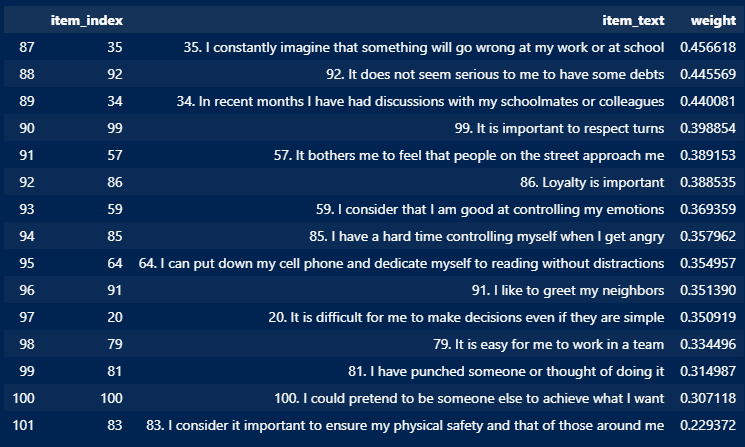 item_index item_text weight
87 35 35. I constantly imagine that something will go wrong at my work or at school 0.456618
88 92 92. It does not seem serious to me to have some debts 0.445569
89 34 34. In recent months I have had discussions with my schoolmates or colleagues 0.440081
90 99 99. It is important to respect turns 0.398854
91 57 57. It bothers me to feel that people on the street approach me 0.389153
92 86 86. Loyalty is important 0.388535
93 59 59. I consider that I am good at controlling my emotions 0.369359
94 85 85. I have a hard time controlling myself when I get angry 0.357962
95 64 64. I can put down my cell phone and dedicate myself to reading without distractions 0.354957
96 91 91. I like to greet my neighbors 0.351390
97 20 20. It is difficult for me to make decisions even if they are simple 0.350919
98 79 79. It is easy for me to work in a team 0.334496
99 81 81. I have punched someone or thought of doing it 0.314987
100 100 100. I could pretend to be someone else to achieve what I want 0.307118
101 83 83. I consider it important to ensure my physical safety and that of those around me 0.229372